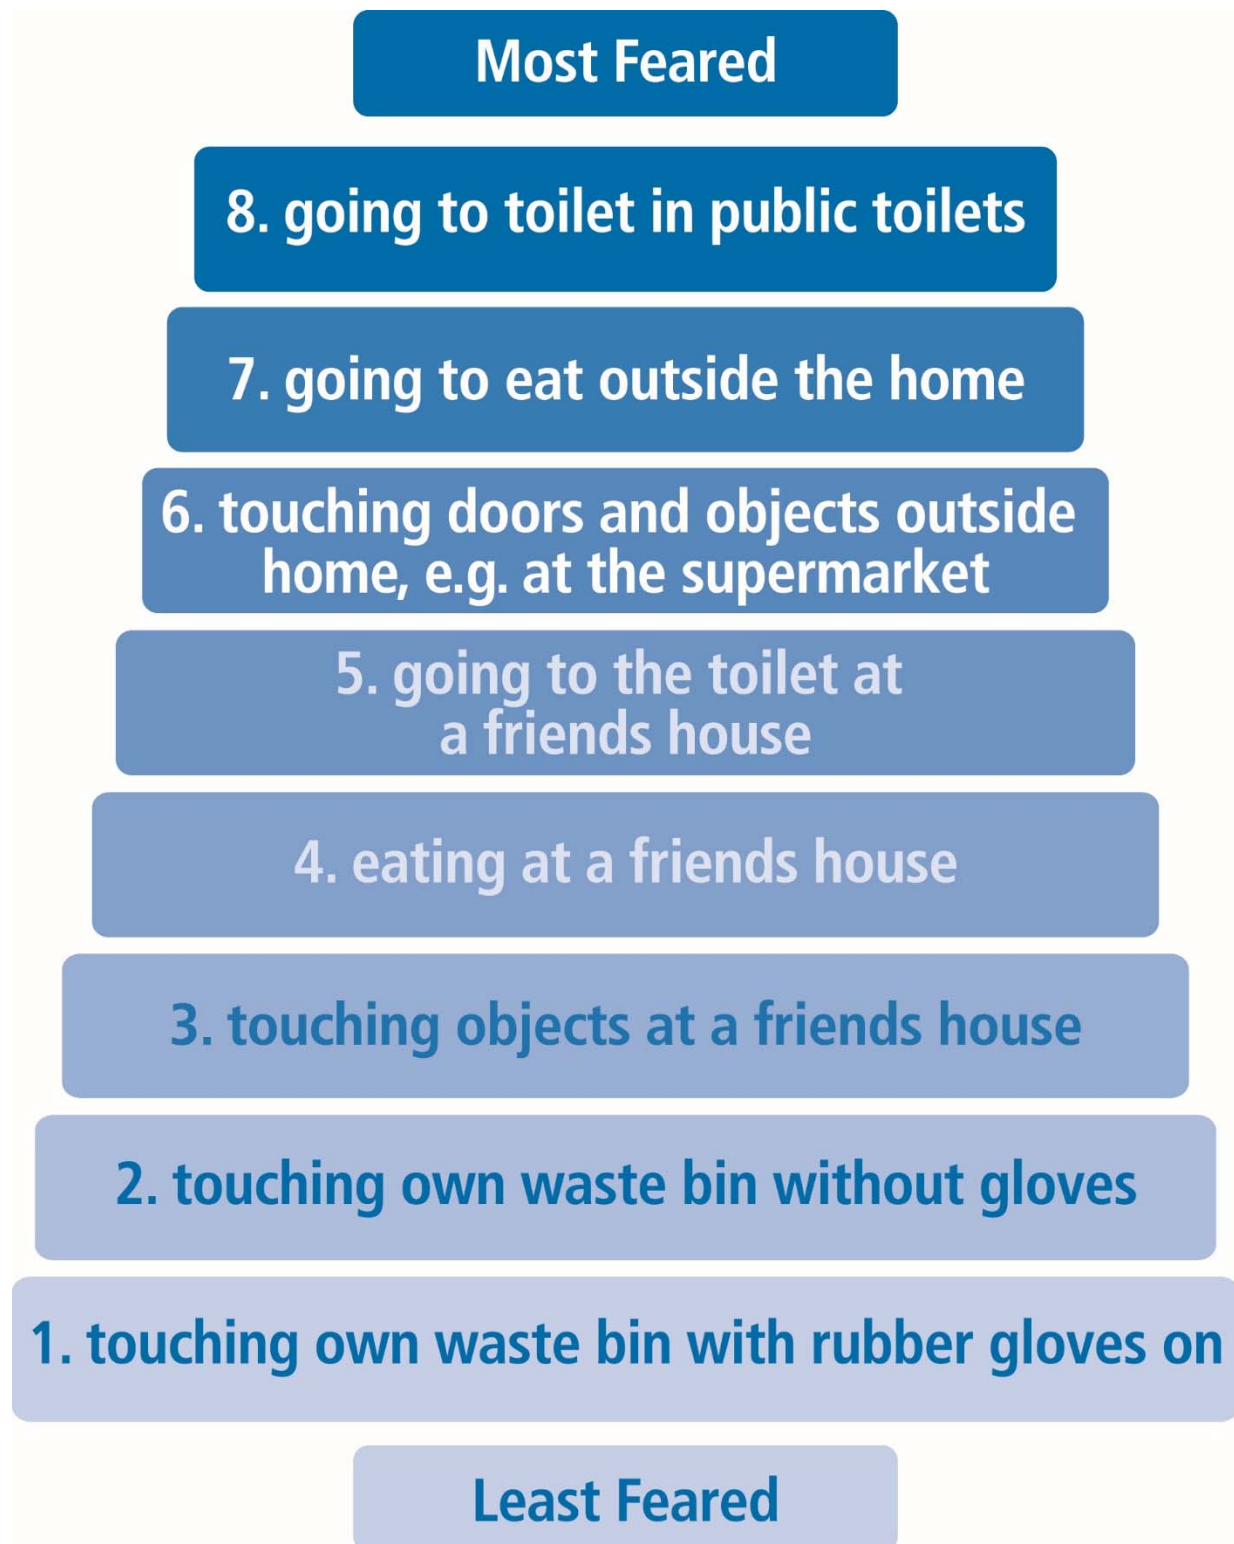 Most Feared
8. going to toilet in public toilets
7. going to eat outside the home
6. touching doors and objects outside
home, e.g. at the supermarket
5. going to the toilet at
a friends house
4. eating at a friends house
3. touching objects at a friends house
2. touching own waste bin without gloves
1. touching own waste bin with rubber gloves on
Least Feared